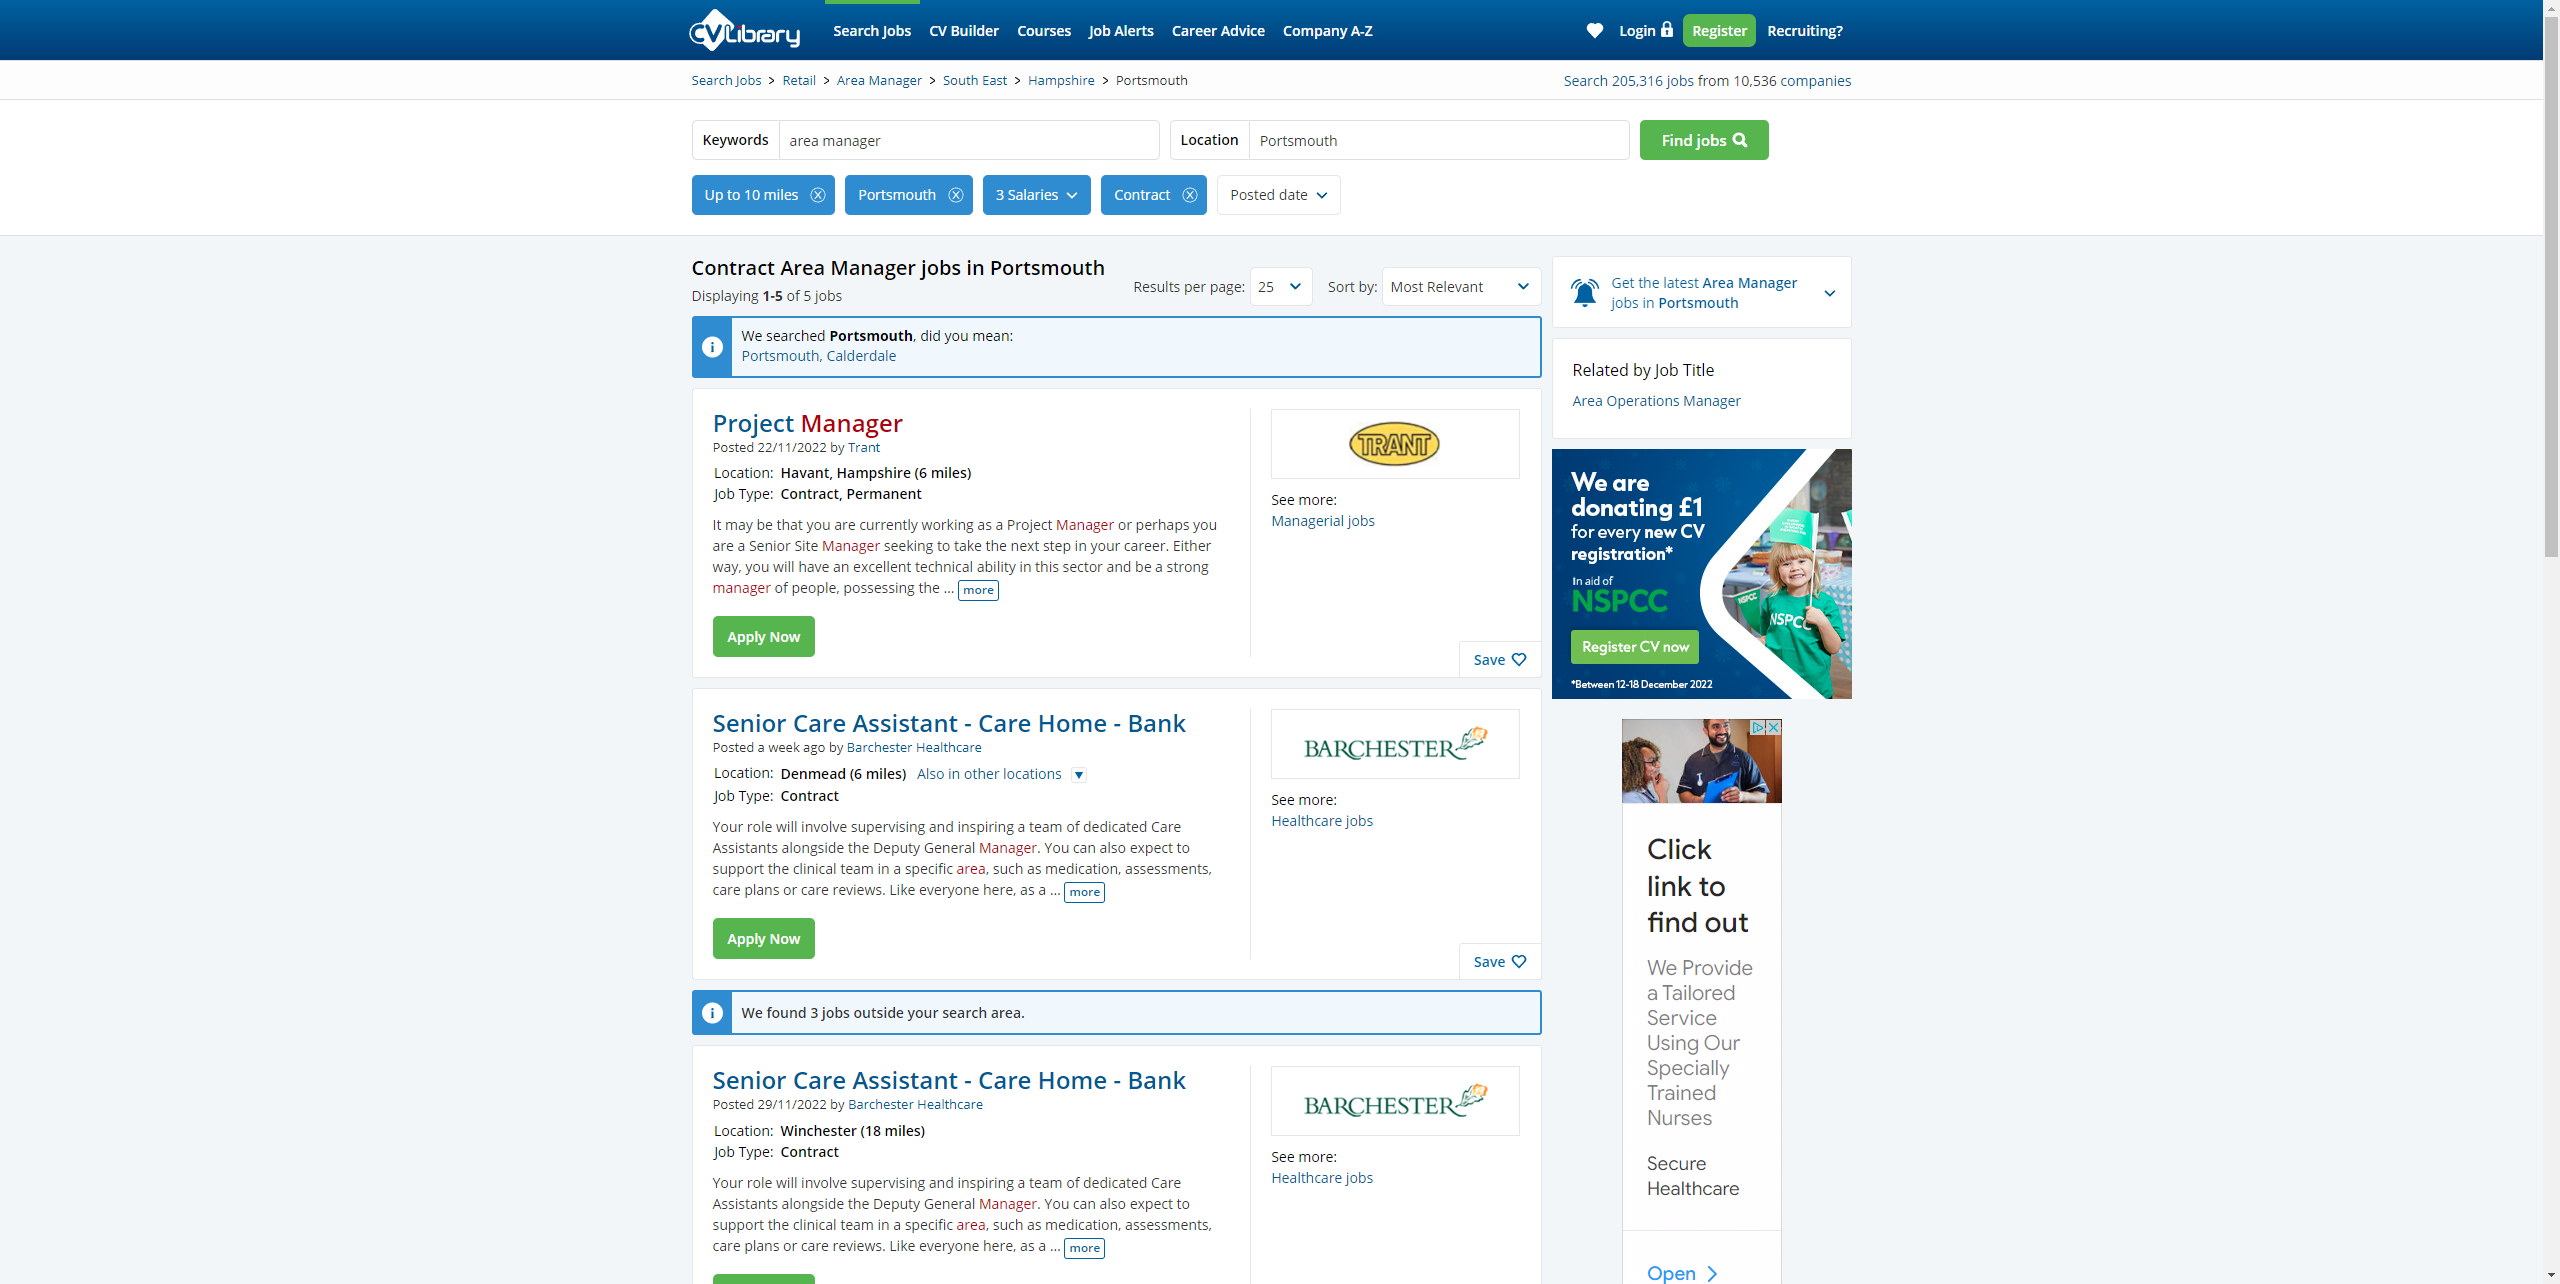 CV Library
Search Jobs CV Builder Courses Job Alerts Career Advice Company A-Z Login Register Recruiting?
Search Jobs > Retail > Area Manager > South East > Hampshire > Portsmouth
Search 205,316 jobs from 10,536 companies
Keywords area manager Location Portsmouth Find jobs
Up to 10 miles Portsmouth 3 Salaries Contract Posted date
Contract Area Manager jobs in Portsmouth
Displaying 1-5 of 5 jobs
Results per page: 25 Sort by: Most Relevant
We searched Portsmouth, did you mean:
Portsmouth, Calderdale
Project Manager
Posted 22/11/2022 by Trant
Location: Havant, Hampshire (6 miles)
Job Type: Contract, Permanent
It may be that you are currently working as a Project Manager or perhaps you
are a Senior Site Manager seeking to take the next step in your career. Either
way, you will have an excellent technical ability in this sector and be a strong
manager of people, possessing the ... more
Apply Now
TRANT
See more:
Managerial jobs
Save
Senior Care Assistant - Care Home - Bank
Posted a week ago by Barchester Healthcare
Location: Denmead (6 miles) Also in other locations
Job Type: Contract
Your role will involve supervising and inspiring a team of dedicated Care
Assistants alongside the Deputy General Manager. You can also expect to
support the clinical team in a specific area, such as medication, assessments,
care plans or care reviews. Like everyone here, as a ... more
Apply Now
BARCHESTER
See more:
Healthcare jobs
Save
We found 3 jobs outside your search area.
Senior Care Assistant - Care Home - Bank
Posted 29/11/2022 by Barchester Healthcare
Location: Winchester (18 miles)
Job Type: Contract
Your role will involve supervising and inspiring a team of dedicated Care
Assistants alongside the Deputy General Manager. You can also expect to
support the clinical team in a specific area, such as medication, assessments,
care plans or care reviews. Like everyone here, as a ... more
BARCHESTER
See more:
Healthcare jobs
Get the latest Area Manager
jobs in Portsmouth
Related by Job Title
Area Operations Manager
We are
donating £1
for every new CV
registration*
In aid of
NSPCC
Register CV now
*Between 12-18 December 2022
NSPCC
NSPCC
Click
link to
find out
We Provide
a Tailored
Service
Using Our
Specially
Trained
Nurses
Secure
Healthcare
Open